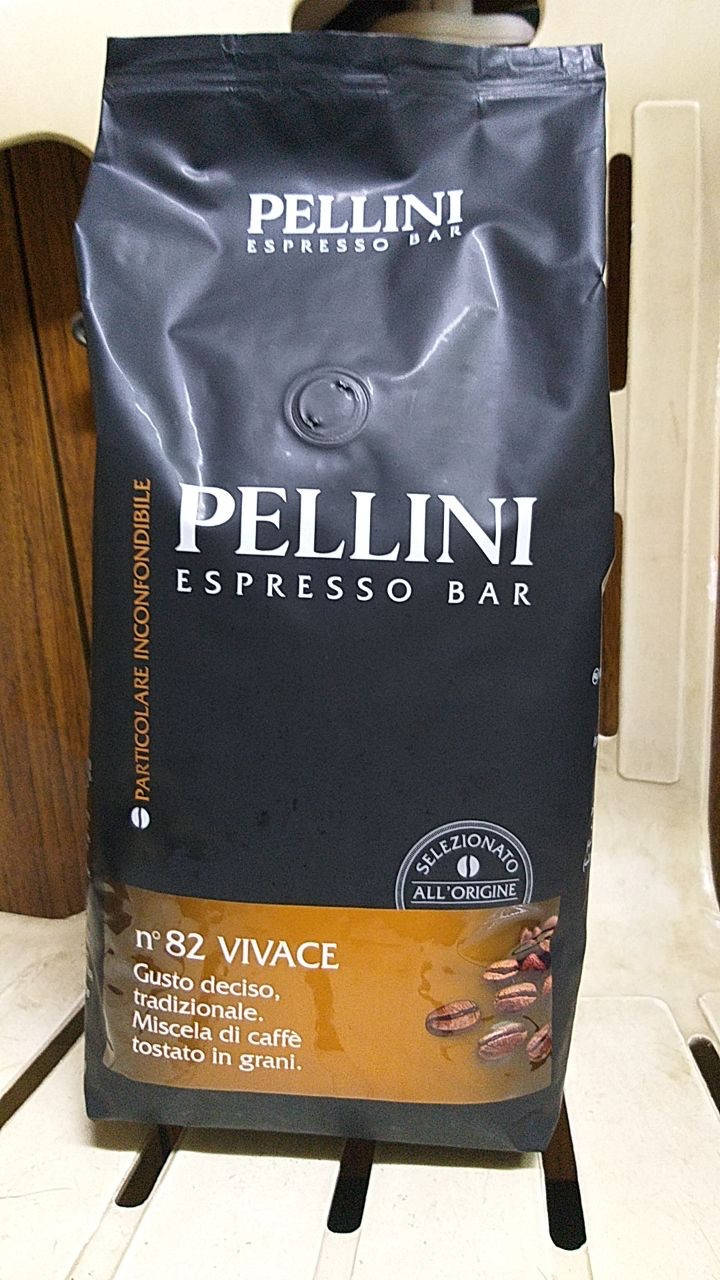 PELLINI
ESPRESSO BAR
PELLINI
ESPRESSO BAR
PARTICOLARE INCONFONDIBILE
SELEZIONATO
ALL'ORIGINE
n° 82 VIVACE
Gusto deciso,
tradizionale.
Miscela di caffè
tostato in grani.